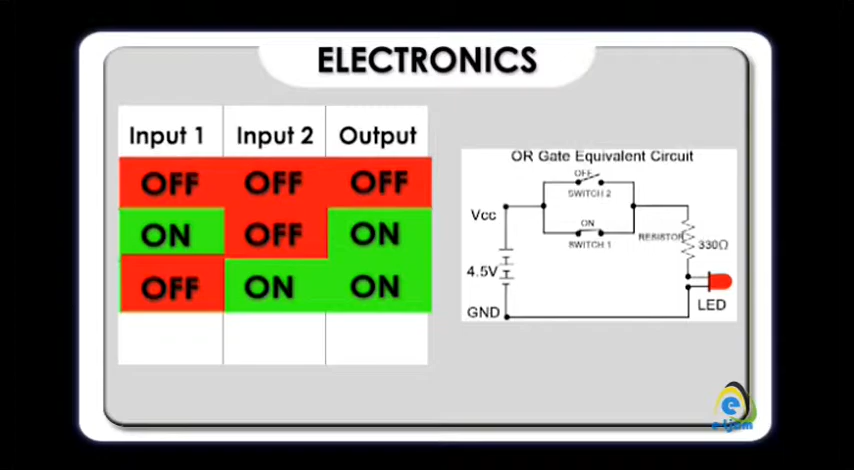 ELECTRONICS
Input 1 Input 2 Output
OFF OFF OFF
ON OFF ON
OFF ON ON
OR Gate Equivalent Circuit
OFF
SWITCH 2
Vcc
ON
SWITCH 1
RESISTOR
330Ω
4.5V
LED
GND
e